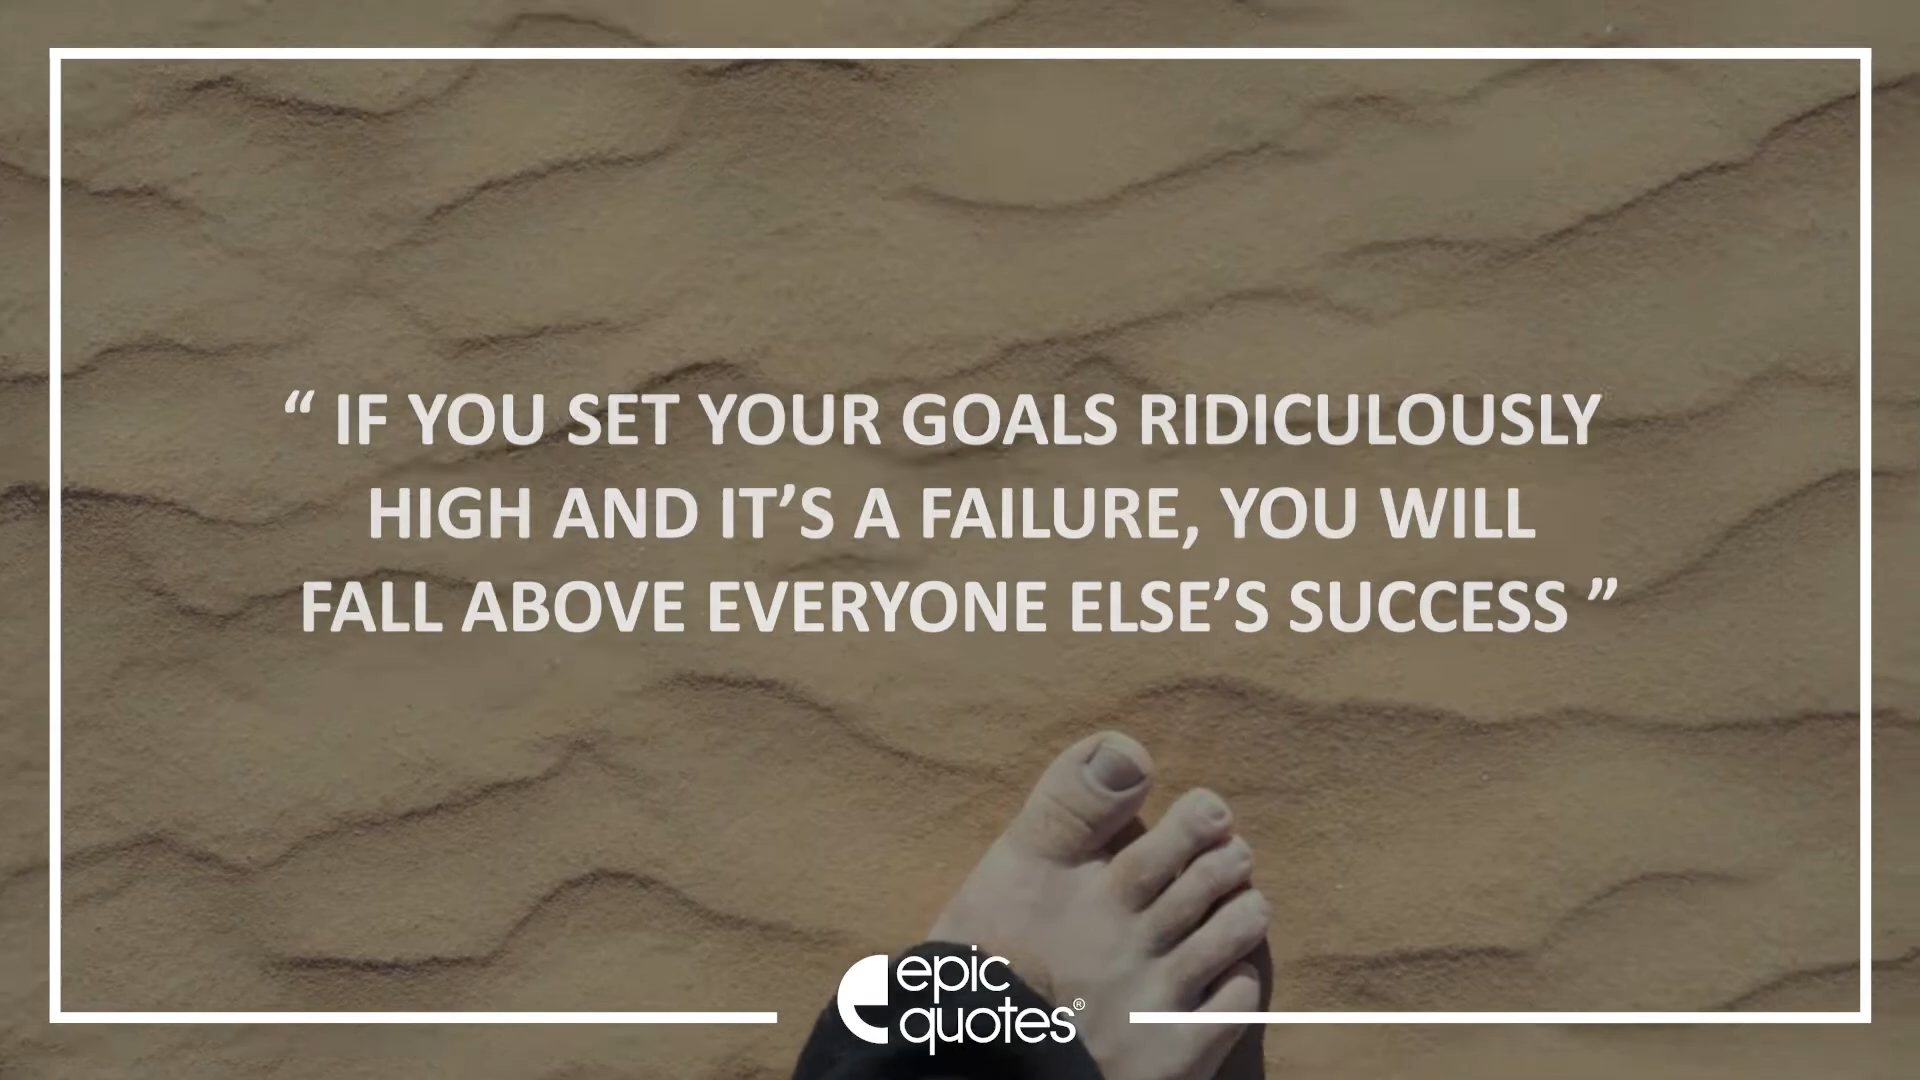 “ IF YOU SET YOUR GOALS RIDICULOUSLY
HIGH AND IT’S A FAILURE, YOU WILL
FALL ABOVE EVERYONE ELSE’S SUCCESS ”
epic
quotes®